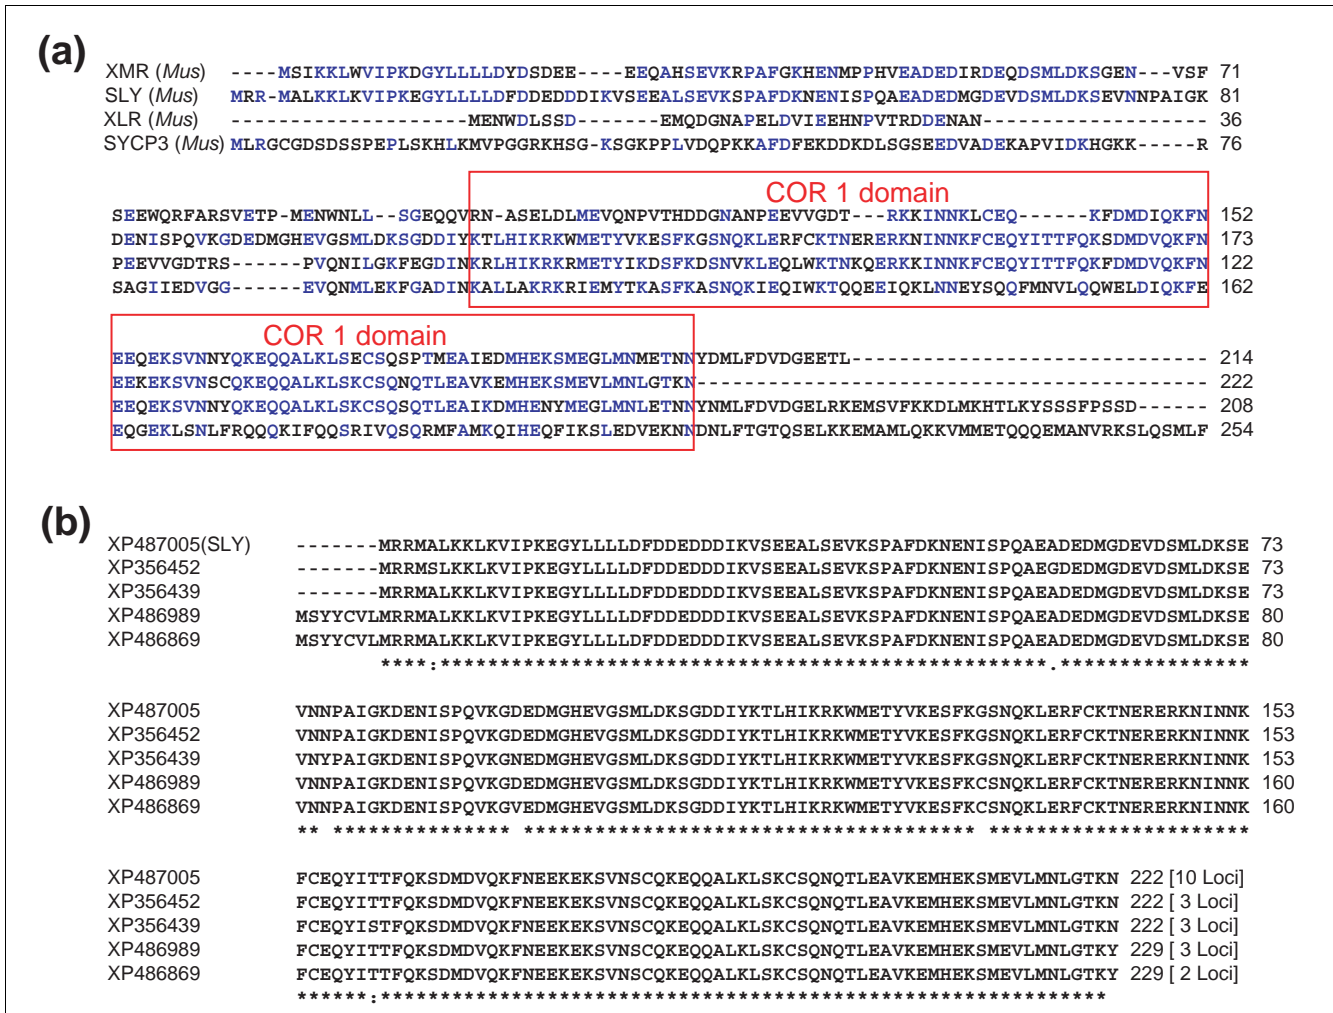 (a)
XMR (Mus) ----MSIKKLWVIPKDGYLLLLDYDSDEE----EEQAHSEVKRPAFGKHENMPPHVEADEDIRDEQDSMLDKSGEN---VSF 71
SLY (Mus) MRR-MALKKLKVIPKEGYLLLLDFDDEDDDIKVSEEALSEVKSPAFDKNENISPQAEADEDMGDEVDSMLDKSEVNNPAIGK 81
XLR (Mus) --------------------MENWDLSSD--------EMQDGNAPELDVIEEHNPVTRDDENAN------------------ 36
SYCP3 (Mus) MLRGCGDSDSSPEPLSKHLKMVPGGRKHSG-KSGKPPLVDQPKKAFDFEKDDKDLSGSEEDVADEKAPVIDKHGKK-----R 76
COR 1 domain
SEEWQRFARSVETP-MENWNLL--SGEQQVRN-ASELDLMEVQNPVTHDDGNANPEEVVGDT--RKKINNKLCEQ------KFDMDIQKFN 152
DENISPQVKGDEDMGHEVGSMLDKSGDDIYKTLHIKRKWMETYVKESFKGSNQKLERFCKTNERERKNINNKFCEQYITTFQKSDMDVQKFN 173
PEEVVGDTRS------PVQNILGKFEGDINKRLHIKRKRMETYIKDSFKDSNVKLEQLWKTNKQERKKINNKFCEQYITTFQKFDMDVQKFN 122
SAGIIEDVGG------EVQNMLEKFGADINKALLAKRKRIEMYTKASFKASNQKIEQIWKTQQEEIQKLNNEYSQQFMNVLQQWELDIQKFE 162
COR 1 domain
EEQEKSVNNYQKEQQALKLSECSQSPTMEAIEDMHEKSMEGLMNMETNNYDMLFDVDGEETL------------------------------ 214
EEKEKSVNSCQKEQQALKLSKCSQNQTLEAVKEMHEKSMEVLMNLGTKN------------------------------------------- 222
EEQEKSVNNYQKEQQALKLSKCSQSQTLEAIKDMHENYMEGLMNLETNNYNMLFDVDGELRKEMSVFKKDLMKHTLKYSSSFPSSD------ 208
EQGEKLSNLFRQQQKIFQQSRIVQSQRMFAMKQIHEQFIKSLEDVEKNNDNLFTGTQSELKKEMAMLQKKVMMETQQQEMANVRKSLQSMLF 254
(b)
XP487005(SLY) -------MRRMALKKLKVIPKEGYLLLLDFDDEDDDIKVSEEALSEVKSPAFDKNENISPQAEADEDMGDEVDSMLDKSE 73
XP356452 -------MRRMSLKKLKVIPKEGYLLLLDFDDEDDDIKVSEEALSEVKSPAFDKNENISPQAEGDEDMGDEVDSMLDKSE 73
XP356439 -------MRRMALKKLKVIPKEGYLLLLDFDDEDDDIKVSEEALSEVKSPAFDKNENISPQAEADEDMGDEVDSMLDKSE 73
XP486989 MSYYCVLMRRMALKKLKVIPKEGYLLLLDFDDEDDDIKVSEEALSEVKSPAFDKNENISPQAEADEDMGDEVDSMLDKSE 80
XP486869 MSYYCVLMRRMALKKLKVIPKEGYLLLLDFDDEDDDIKVSEEALSEVKSPAFDKNENISPQAEADEDMGDEVDSMLDKSE 80
****:***************************************************.****************
XP487005 VNNPAIGKDENISPQVKGDEDMGHEVGSMLDKSGDDIYKTLHIKRKWMETYVKESFKGSNQKLERFCKTNERERKNINNK 153
XP356452 VNNPAIGKDENISPQVKGDEDMGHEVGSMLDKSGDDIYKTLHIKRKWMETYVKESFKGSNQKLERFCKTNERERKNINNK 153
XP356439 VNYPAIGKDENISPQVKGNEDMGHEVGSMLDKSGDDIYKTLHIKRKWMETYVKESFKGSNQKLERFCKTNERERKNINNK 153
XP486989 VNNPAIGKDENISPQVKGDEDMGHEVGSMLDKSGDDIYKTLHIKRKWMETYVKESFKCSNQKLERFCKTNERERKNINNK 160
XP486869 VNNPAIGKDENISPQVKGVEDMGHEVGSMLDKSGDDIYKTLHIKRKWMETYVKESFKCSNQKLERFCKTNERERKNINNK 160
** *************** ************************************** **********************
XP487005 FCEQYITTFQKSDMDVQKFNEEKEKSVNSCQKEQQALKLSKCSQNQTLEAVKEMHEKSMEVLMNLGTKN 222 [10 Loci]
XP356452 FCEQYITTFQKSDMDVQKFNEEKEKSVNSCQKEQQALKLSKCSQNQTLEAVKEMHEKSMEVLMNLGTKN 222 [ 3 Loci]
XP356439 FCEQYISTFQKSDMDVQKFNEEKEKSVNSCQKEQQALKLSKCSQNQTLEAVKEMHEKSMEVLMNLGTKN 222 [ 3 Loci]
XP486989 FCEQYITTFQKSDMDVQKFNEEKEKSVNSCQKEQQALKLSKCSQNQTLEAVKEMHEKSMEVLMNLGTKY 229 [ 3 Loci]
XP486869 FCEQYITTFQKSDMDVQKFNEEKEKSVNSCQKEQQALKLSKCSQNQTLEAVKEMHEKSMEVLMNLGTKY 229 [ 2 Loci]
******:*************************************************************